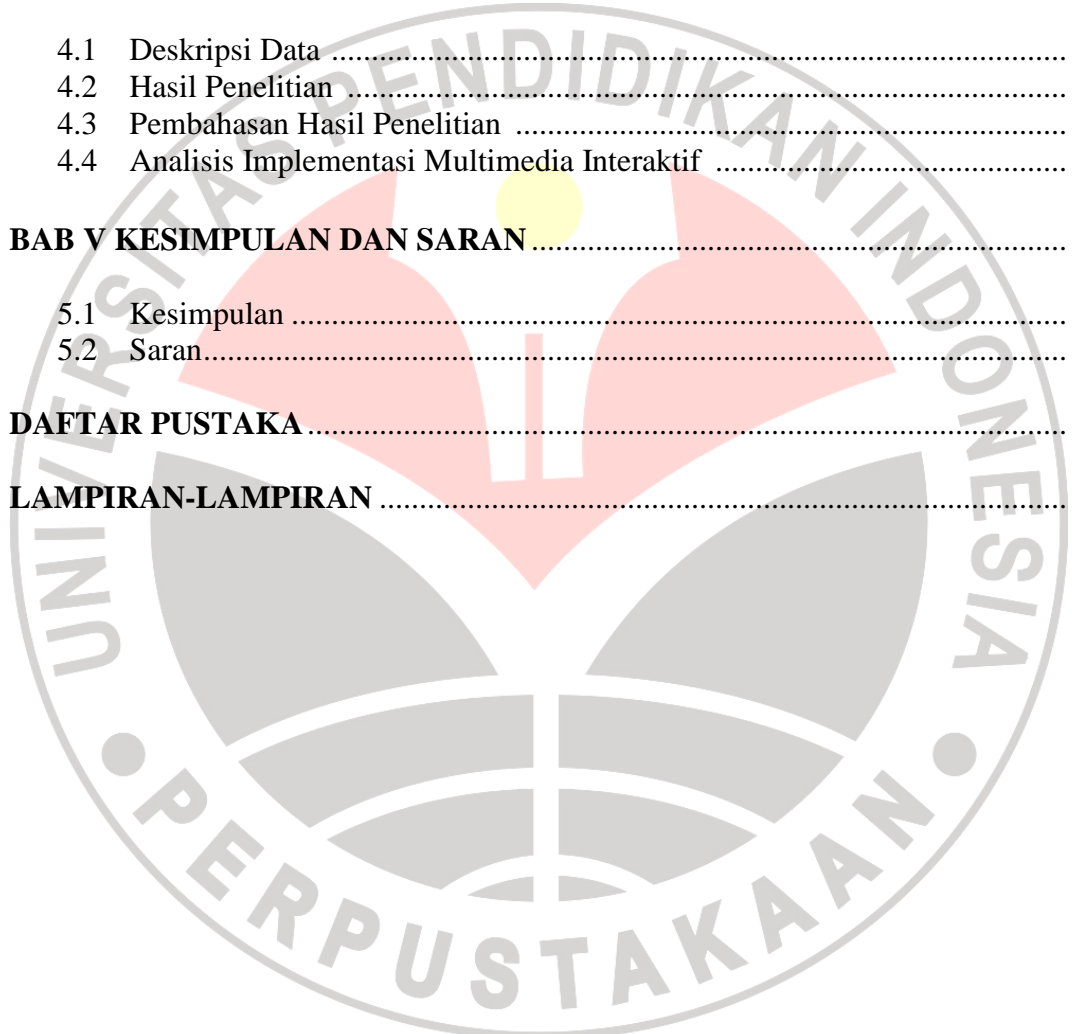 4.1 Deskripsi Data ........................................................................................
4.2 Hasil Penelitian ......................................................................................
4.3 Pembahasan Hasil Penelitian ..................................................................
4.4 Analisis Implementasi Multimedia Interaktif ..........................................
BAB V KESIMPULAN DAN SARAN ................................................................
5.1 Kesimpulan .............................................................................................
5.2 Saran........................................................................................................
DAFTAR PUSTAKA ...........................................................................................
LAMPIRAN-LAMPIRAN ..................................................................................
UNIVERSITAS PENDIDIKAN INDONESIA
PERPUSTAKAAN